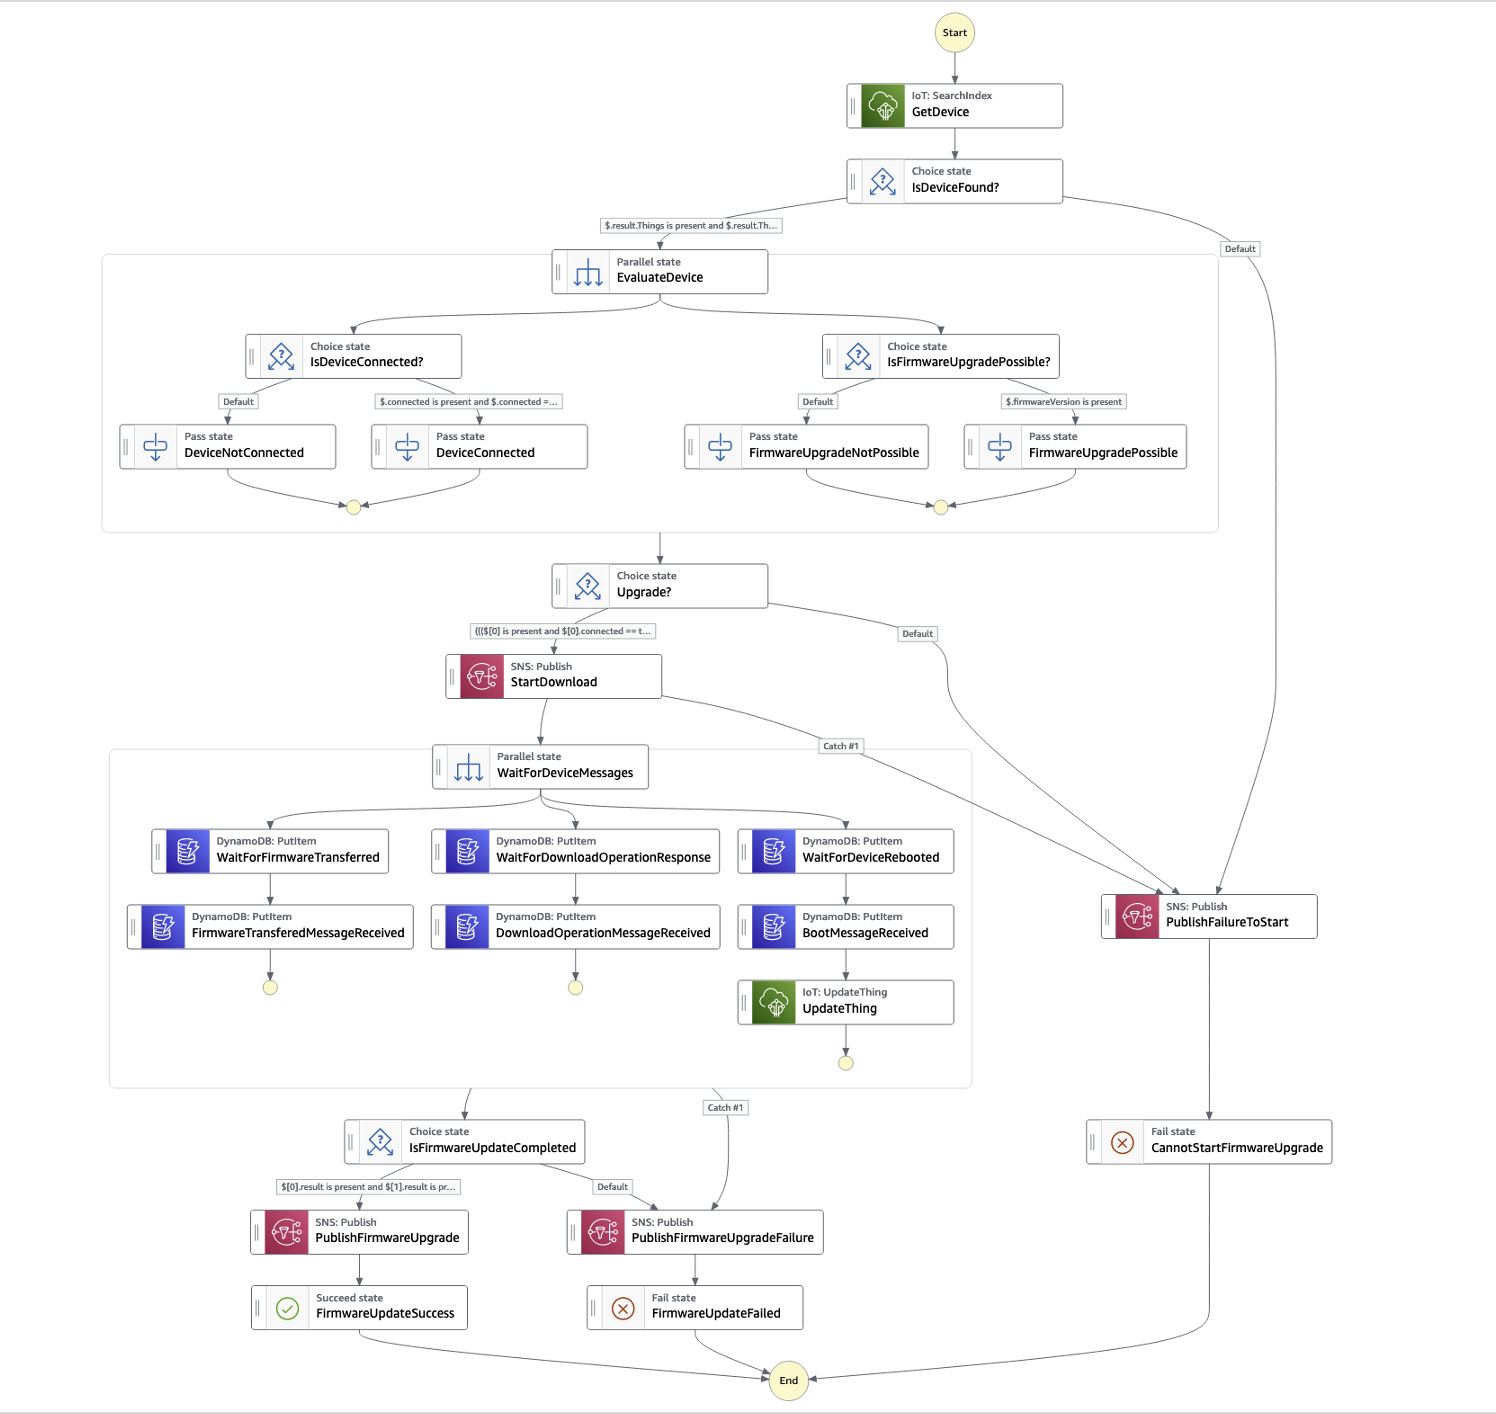 Start
IoT: SearchIndex
GetDevice
Choice state
IsDeviceFound?
$.result.Things is present and $.result.Th...
Default
Parallel state
EvaluateDevice
Choice state
IsDeviceConnected?
Choice state
IsFirmwareUpgradePossible?
Default
$.connected is present and $.connected =...
Default
$.firmwareVersion is present
Pass state
DeviceNotConnected
Pass state
DeviceConnected
Pass state
FirmwareUpgradeNotPossible
Pass state
FirmwareUpgradePossible
Choice state
Upgrade?
((($[0] is present and $[0].connected == t...
Default
SNS: Publish
StartDownload
Catch #1
Parallel state
WaitForDeviceMessages
DynamoDB: PutItem
WaitForFirmwareTransferred
DynamoDB: PutItem
WaitForDownloadOperationResponse
DynamoDB: PutItem
WaitForDeviceRebooted
DynamoDB: PutItem
FirmwareTransferedMessageReceived
DynamoDB: PutItem
DownloadOperationMessageReceived
DynamoDB: PutItem
BootMessageReceived
SNS: Publish
PublishFailureToStart
IoT: UpdateThing
UpdateThing
Catch #1
Choice state
IsFirmwareUpdateCompleted
Fail state
CannotStartFirmwareUpgrade
$[0].result is present and $[1].result is pr...
Default
SNS: Publish
PublishFirmwareUpgrade
SNS: Publish
PublishFirmwareUpgradeFailure
Succeed state
FirmwareUpdateSuccess
Fail state
FirmwareUpdateFailed
End